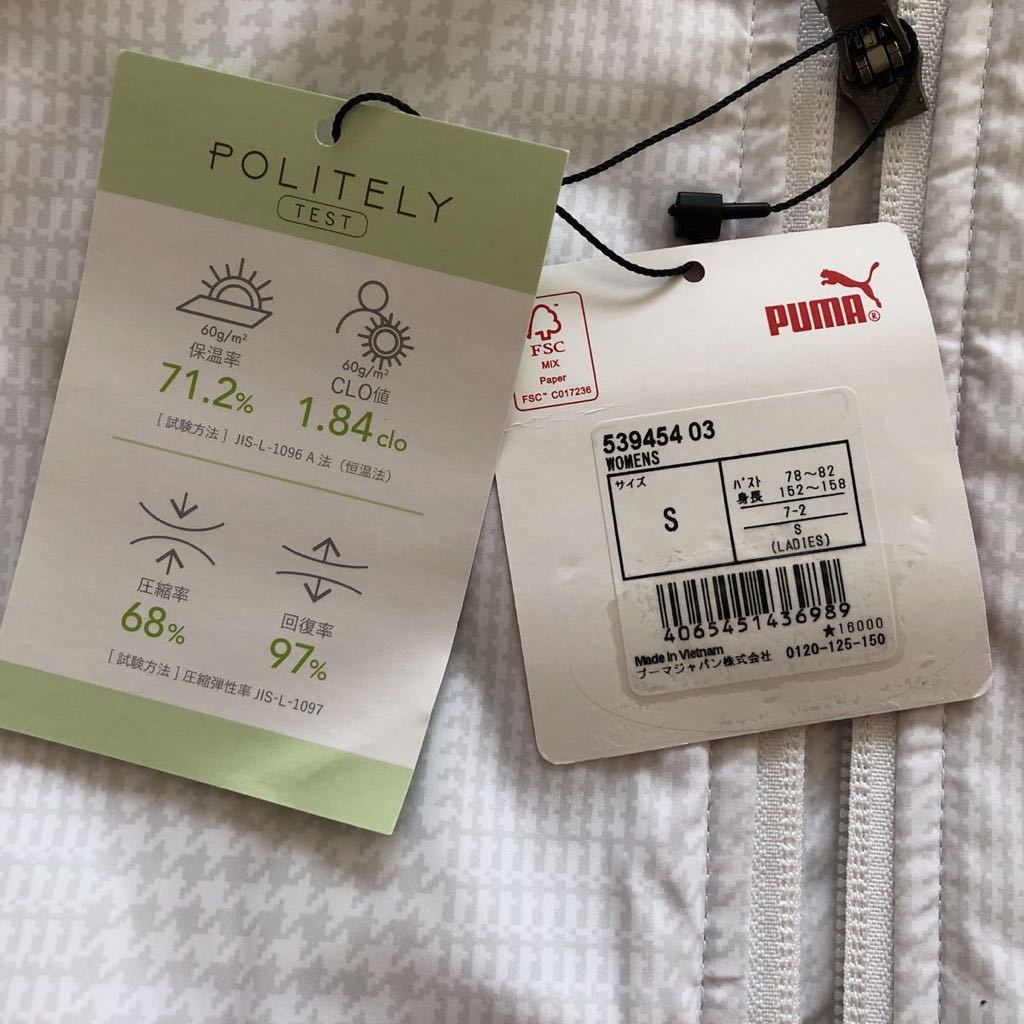 POLITELY
TEST
60g/m²
保温率
71.2%
60g/m²
CLO値
1.84 clo
[ 試験方法 ] JIS-L-1096 A 法 (恒温法)
圧縮率
68%
回復率
97%
[ 試験方法 ] 圧縮弾性率 JIS-L-1097
FSC
MIX
Paper
FSC™ C017236
PUMA®
539454 03
WOMENS
サイズ
S
バスト 78～82
身長 152～158
7-2
S
(LADIES)
4065451436989
★16000
Made in Vietnam
プーマジャパン株式会社 0120-125-150